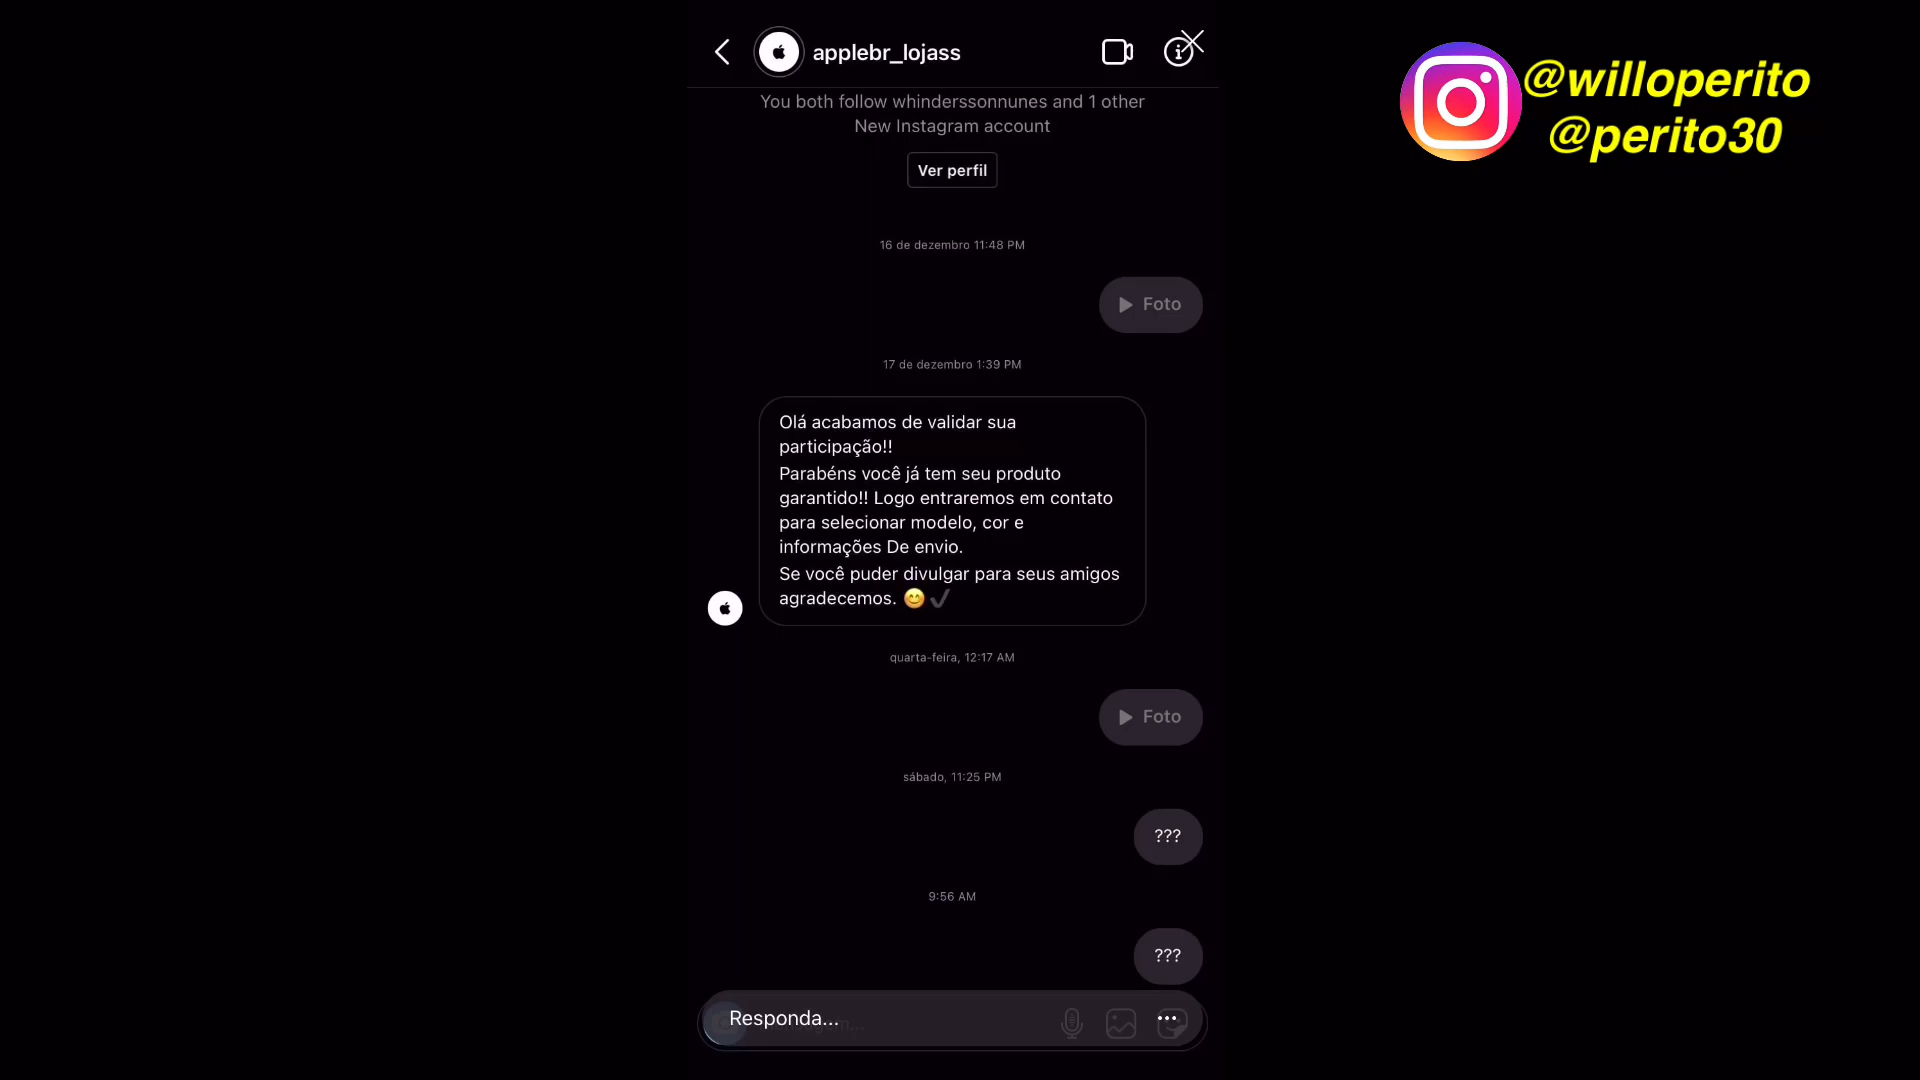 applebr_lojass
@willoperito
@perito30
You both follow whinderssonnunes and 1 other
New Instagram account
Ver perfil
16 de dezembro 11:48 PM
Foto
17 de dezembro 1:39 PM
Olá acabamos de validar sua
participação!!
Parabéns você já tem seu produto
garantido!! Logo entraremos em contato
para selecionar modelo, cor e
informações De envio.
Se você puder divulgar para seus amigos
agradecemos. 😊✔
quarta-feira, 12:17 AM
Foto
sábado, 11:25 PM
???
9:56 AM
???
Responda...